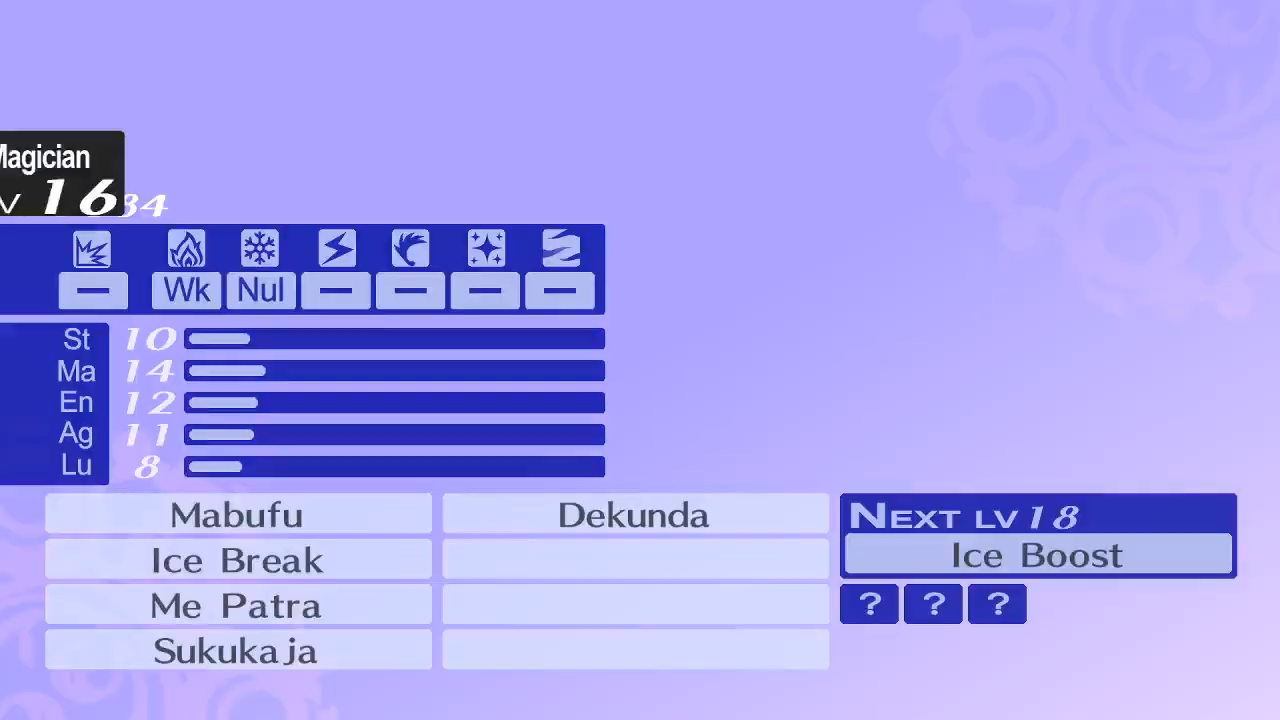 Magician
LV 16
34
— Wk Nul — — — —
St 10
Ma 14
En 12
Ag 11
Lu 8
Mabufu Dekunda NEXT LV 18
Ice Break Ice Boost
Me Patra ? ? ?
Sukukaja